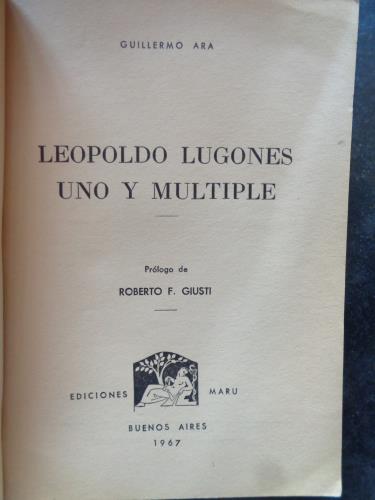 GUILLERMO ARA
LEOPOLDO LUGONES
UNO Y MULTIPLE
Prólogo de
ROBERTO F. GIUSTI
EDICIONES MARU
BUENOS AIRES
1967